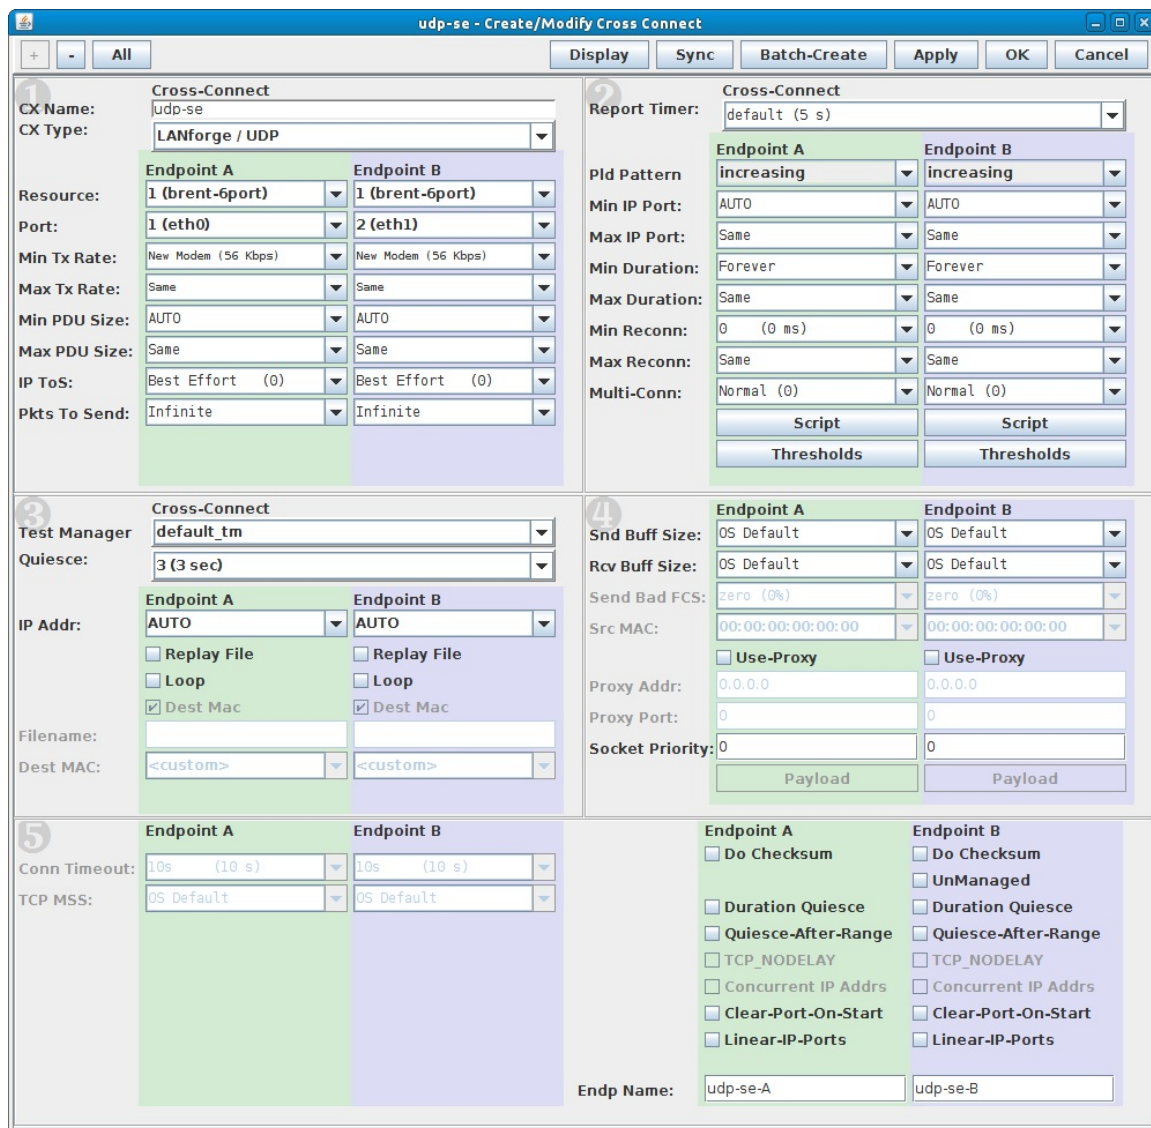 udp-se - Create/Modify Cross Connect
+ - All Display Sync Batch-Create Apply OK Cancel
1
Cross-Connect
CX Name: udp-se
CX Type: LANforge / UDP
Endpoint A Endpoint B
Resource: 1 (brent-6port) 1 (brent-6port)
Port: 1 (eth0) 2 (eth1)
Min Tx Rate: New Modem (56 Kbps) New Modem (56 Kbps)
Max Tx Rate: Same Same
Min PDU Size: AUTO AUTO
Max PDU Size: Same Same
IP ToS: Best Effort (0) Best Effort (0)
Pkts To Send: Infinite Infinite
2
Cross-Connect
Report Timer: default (5 s)
Endpoint A Endpoint B
Pld Pattern increasing increasing
Min IP Port: AUTO AUTO
Max IP Port: Same Same
Min Duration: Forever Forever
Max Duration: Same Same
Min Reconn: 0 (0 ms) 0 (0 ms)
Max Reconn: Same Same
Multi-Conn: Normal (0) Normal (0)
Script Script
Thresholds Thresholds
3
Cross-Connect
Test Manager default_tm
Quiesce: 3 (3 sec)
Endpoint A Endpoint B
IP Addr: AUTO AUTO
Replay File Replay File
Loop Loop
Dest Mac Dest Mac
Filename:
Dest MAC: <custom> <custom>
4
Endpoint A Endpoint B
Snd Buff Size: OS Default OS Default
Rcv Buff Size: OS Default OS Default
Send Bad FCS: zero (0%) zero (0%)
Src MAC: 00:00:00:00:00:00 00:00:00:00:00:00
Use-Proxy Use-Proxy
Proxy Addr: 0.0.0.0 0.0.0.0
Proxy Port: 0 0
Socket Priority: 0 0
Payload Payload
5
Endpoint A Endpoint B
Conn Timeout: 10s (10 s) 10s (10 s)
TCP MSS: OS Default OS Default
Endpoint A Endpoint B
Do Checksum Do Checksum
UnManaged
Duration Quiesce Duration Quiesce
Quiesce-After-Range Quiesce-After-Range
TCP_NODELAY TCP_NODELAY
Concurrent IP Addrs Concurrent IP Addrs
Clear-Port-On-Start Clear-Port-On-Start
Linear-IP-Ports Linear-IP-Ports
Endp Name: udp-se-A udp-se-B